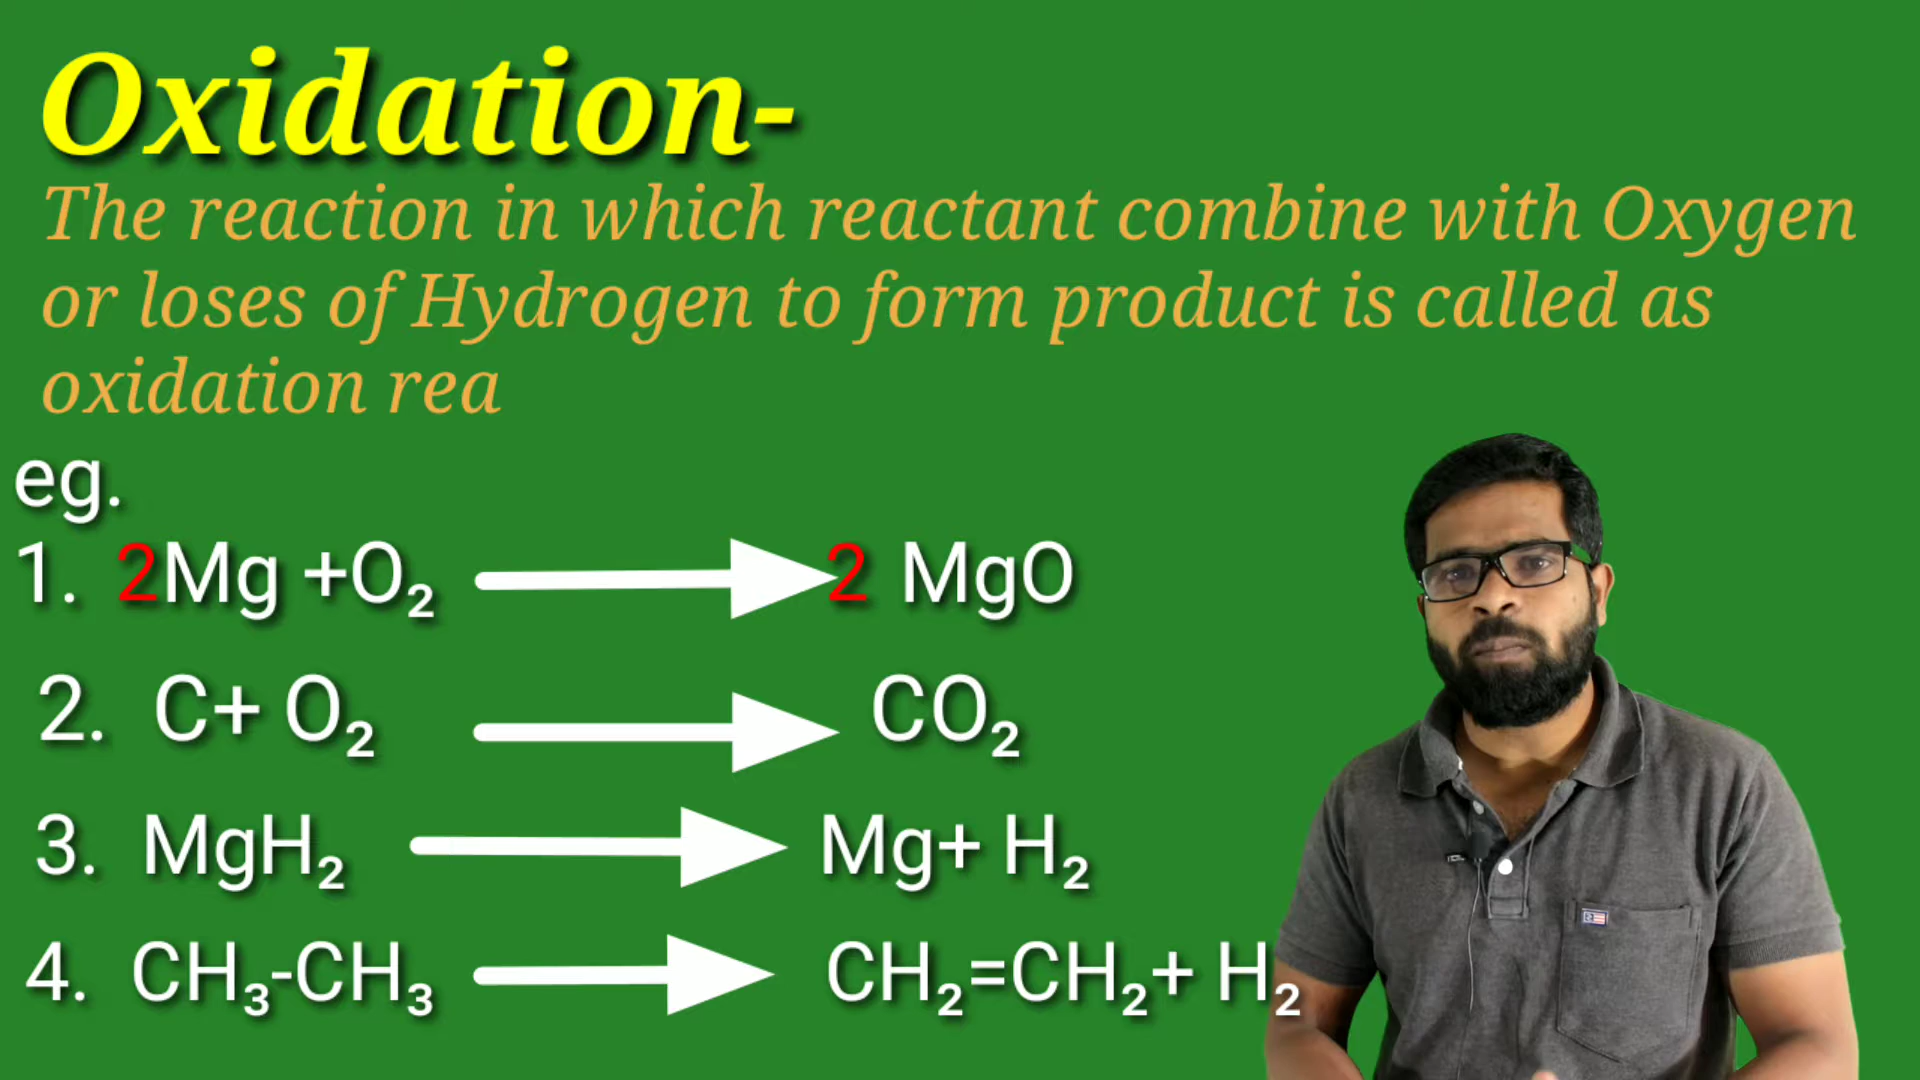 Oxidation-
The reaction in which reactant combine with Oxygen
or loses of Hydrogen to form product is called as
oxidation rea
eg.
1. 2Mg +O₂ 2 MgO
2. C+ O₂ CO₂
3. MgH₂ Mg+ H₂
4. CH₃-CH₃ CH₂=CH₂+ H₂